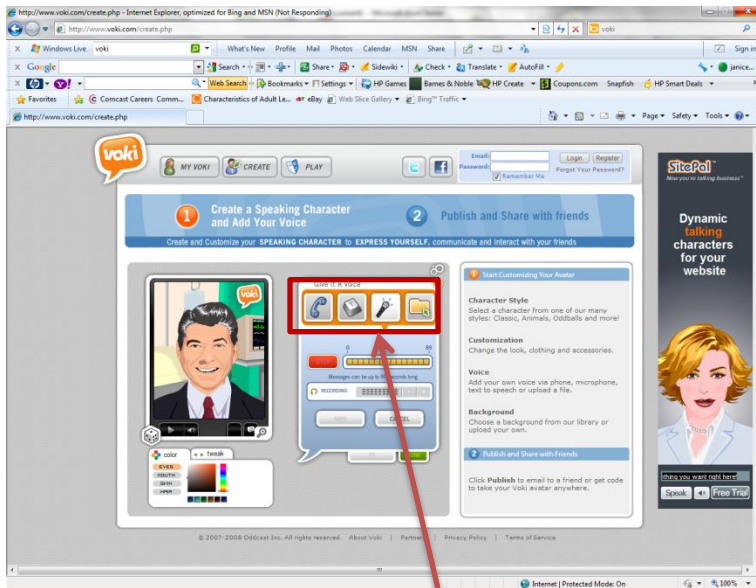 http://www.voki.com/create.php - Internet Explorer, optimized for Bing and MSN (Not Responding)
http://www.voki.com/create.php
voki
Windows Live voki What's New Profile Mail Photos Calendar MSN Share Sign in
Google Search Share Sidewiki Check Translate AutoFill janice...
Web Search Bookmarks Settings HP Games Barnes & Noble HP Create Coupons.com Snapfish HP Smart Deals
Favorites Comcast Careers Comm... Characteristics of Adult Le... eBay Web Slice Gallery Bing™ Traffic
http://www.voki.com/create.php
Page Safety Tools
voki
MY VOKI CREATE PLAY
Email:
Password:
Login Register
Forgot Your Password?
Remember Me
1 Create a Speaking Character and Add Your Voice
2 Publish and Share with friends
Create and Customize your SPEAKING CHARACTER to EXPRESS YOURSELF, communicate and interact with your friends
voki
Give It A Voice
0
Messages can be up to
seconds long
RECORDING
CANCEL
color tweak
EYES
MOUTH
SKIN
HAIR
1 Start Customizing Your Avatar
Character Style
Select a character from one of our many
styles: Classic, Animals, Oddballs and more!
Customization
Change the look, clothing and accessories.
Voice
Add your own voice via phone, microphone,
text to speech or upload a file.
Background
Choose a background from our library or
upload your own.
2 Publish and Share with Friends
Click Publish to email to a friend or get code
to take your Voki avatar anywhere.
SitePal™
Now you're talking business™
Dynamic
talking
characters
for your
website
thing you want right here
Speak Free Trial
© 2007-2008 Oddcast Inc. All rights reserved. About Voki | Partner | Privacy Policy | Terms of Service
Internet | Protected Mode: On
100%